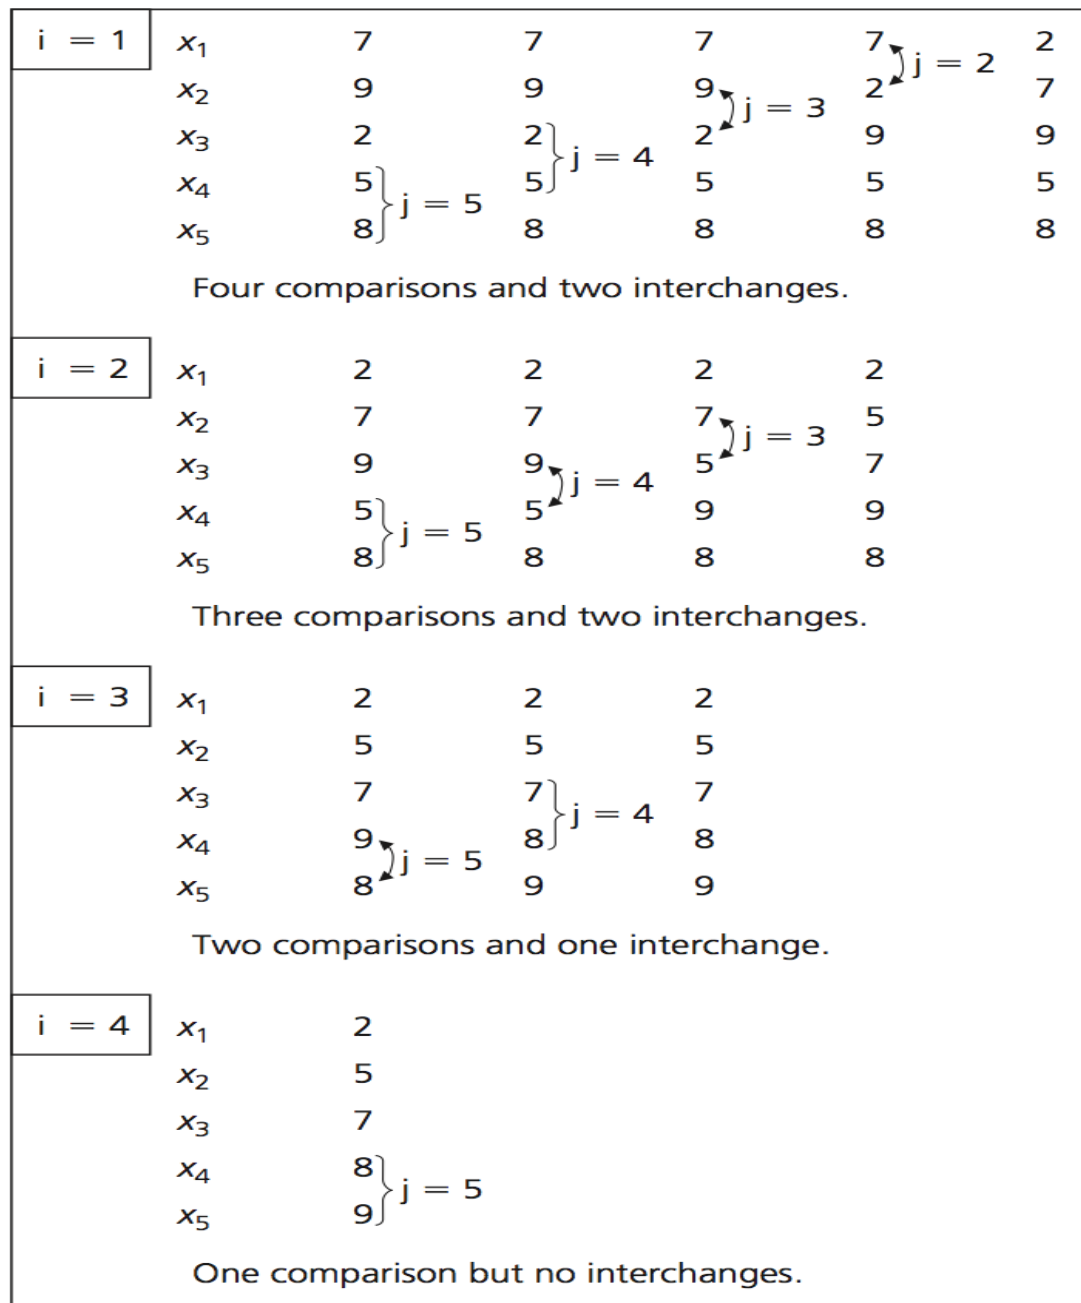 i = 1 x₁ 7 7 7 7 2
j = 2
x₂ 9 9 9 2 7
j = 3
x₃ 2 2 2 9 9
j = 4
x₄ 5 5 5 5 5
j = 5
x₅ 8 8 8 8 8
Four comparisons and two interchanges.
i = 2 x₁ 2 2 2 2
x₂ 7 7 7 5
j = 3
x₃ 9 9 5 7
j = 4
x₄ 5 5 9 9
j = 5
x₅ 8 8 8 8
Three comparisons and two interchanges.
i = 3 x₁ 2 2 2
x₂ 5 5 5
x₃ 7 7 7
j = 4
x₄ 9 8 8
j = 5
x₅ 8 9 9
Two comparisons and one interchange.
i = 4 x₁ 2
x₂ 5
x₃ 7
x₄ 8
j = 5
x₅ 9
One comparison but no interchanges.